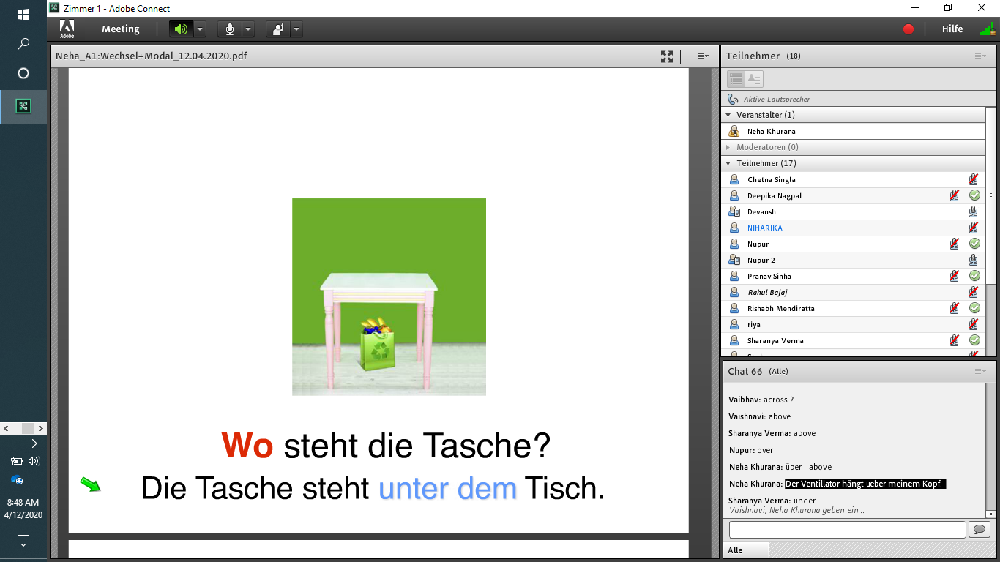 Zimmer 1 - Adobe Connect
Adobe
Meeting
Hilfe
Neha_A1:Wechsel+Modal_12.04.2020.pdf
Wo steht die Tasche?
Die Tasche steht unter dem Tisch.
Teilnehmer (18)
Aktive Lautsprecher
Veranstalter (1)
Neha Khurana
Moderatoren (0)
Teilnehmer (17)
Chetna Singla
Deepika Nagpal
Devansh
NIHARIKA
Nupur
Nupur 2
Pranav Sinha
Rahul Bajaj
Rishabh Mendiratta
riya
Sharanya Verma
Chat 66 (Alle)
Vaibhav: across ?
Vaishnavi: above
Sharanya Verma: above
Nupur: over
Neha Khurana: über - above
Neha Khurana: Der Ventillator hängt ueber meinem Kopf.
Sharanya Verma: under
Vaishnavi, Neha Khurana geben ein...
Alle
8:48 AM
4/12/2020